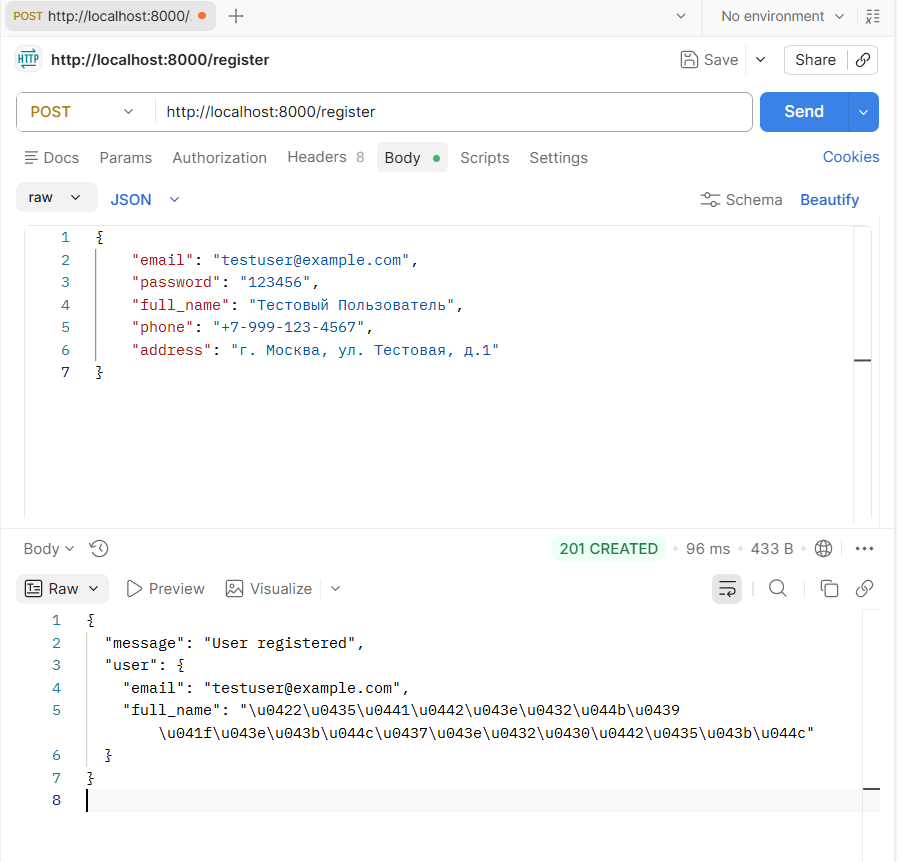 POST http://localhost:8000/.
No environment
HTTP http://localhost:8000/register
Save
Share
POST http://localhost:8000/register
Send
Docs Params Authorization Headers 8 Body Scripts Settings Cookies
raw JSON Schema Beautify
1 {
2 "email": "testuser@example.com",
3 "password": "123456",
4 "full_name": "Тестовый Пользователь",
5 "phone": "+7-999-123-4567",
6 "address": "г. Москва, ул. Тестовая, д.1"
7 }
Body 201 CREATED • 96 ms • 433 B •
Raw Preview Visualize
1 {
2 "message": "User registered",
3 "user": {
4 "email": "testuser@example.com",
5 "full_name": "\u0422\u0435\u0441\u0442\u043e\u0432\u044b\u0439
\u041f\u043e\u043b\u044c\u0437\u043e\u0432\u0430\u0442\u0435\u043b\u044c"
6 }
7 }
8